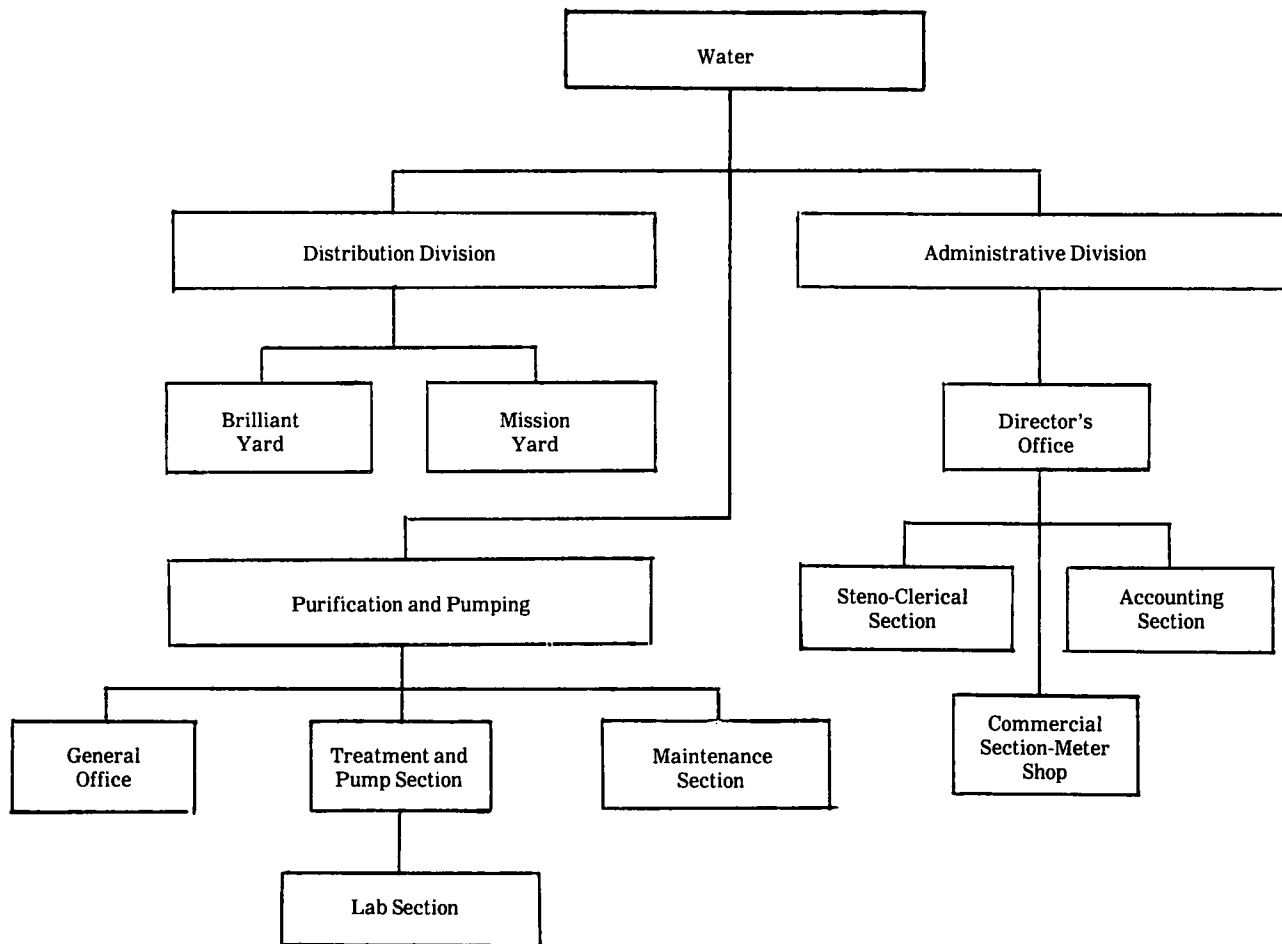 Water
Distribution Division
Administrative Division
Brilliant
Yard
Mission
Yard
Director's
Office
Purification and Pumping
Steno-Clerical
Section
Accounting
Section
General
Office
Treatment and
Pump Section
Maintenance
Section
Commercial
Section-Meter
Shop
Lab Section